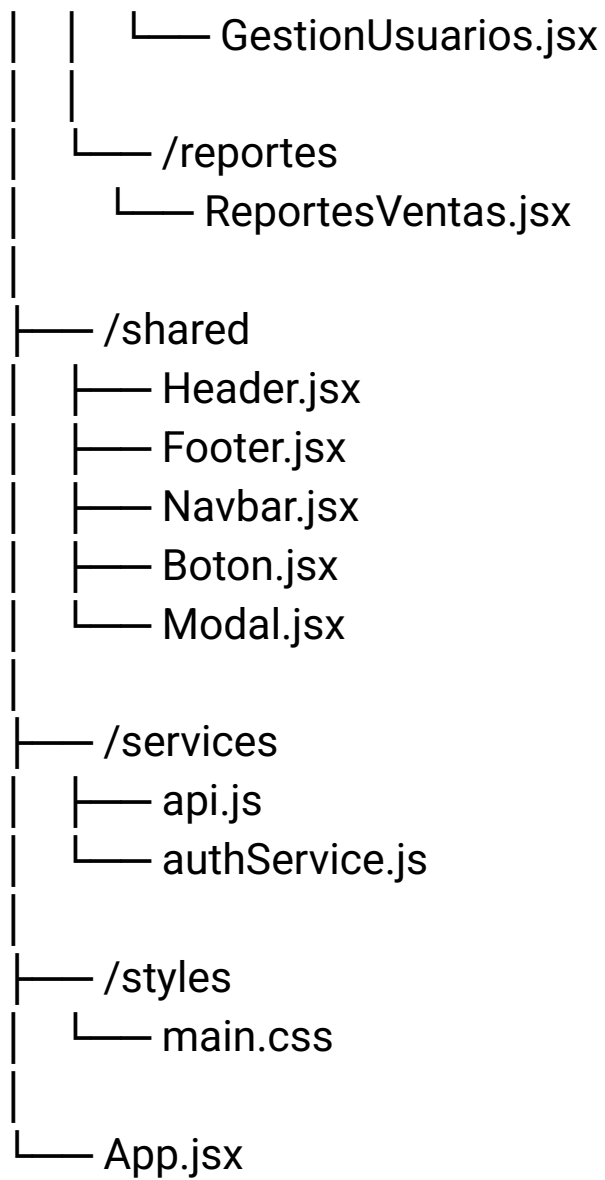 │ │ └── GestionUsuarios.jsx
│ │
│ └── /reportes
│ └── ReportesVentas.jsx
│
├── /shared
│ ├── Header.jsx
│ ├── Footer.jsx
│ ├── Navbar.jsx
│ ├── Boton.jsx
│ └── Modal.jsx
│
├── /services
│ ├── api.js
│ └── authService.js
│
├── /styles
│ └── main.css
│
└── App.jsx